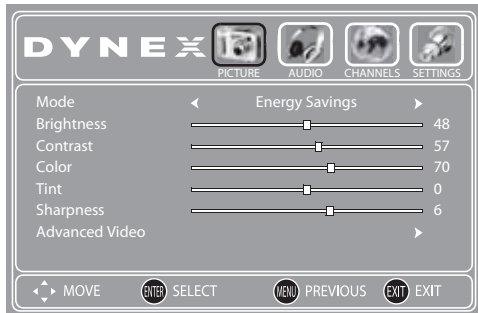 DYNEX
PICTURE AUDIO CHANNELS SETTINGS
Mode Energy Savings
Brightness 48
Contrast 57
Color 70
Tint 0
Sharpness 6
Advanced Video
MOVE ENTER SELECT MENU PREVIOUS EXIT EXIT